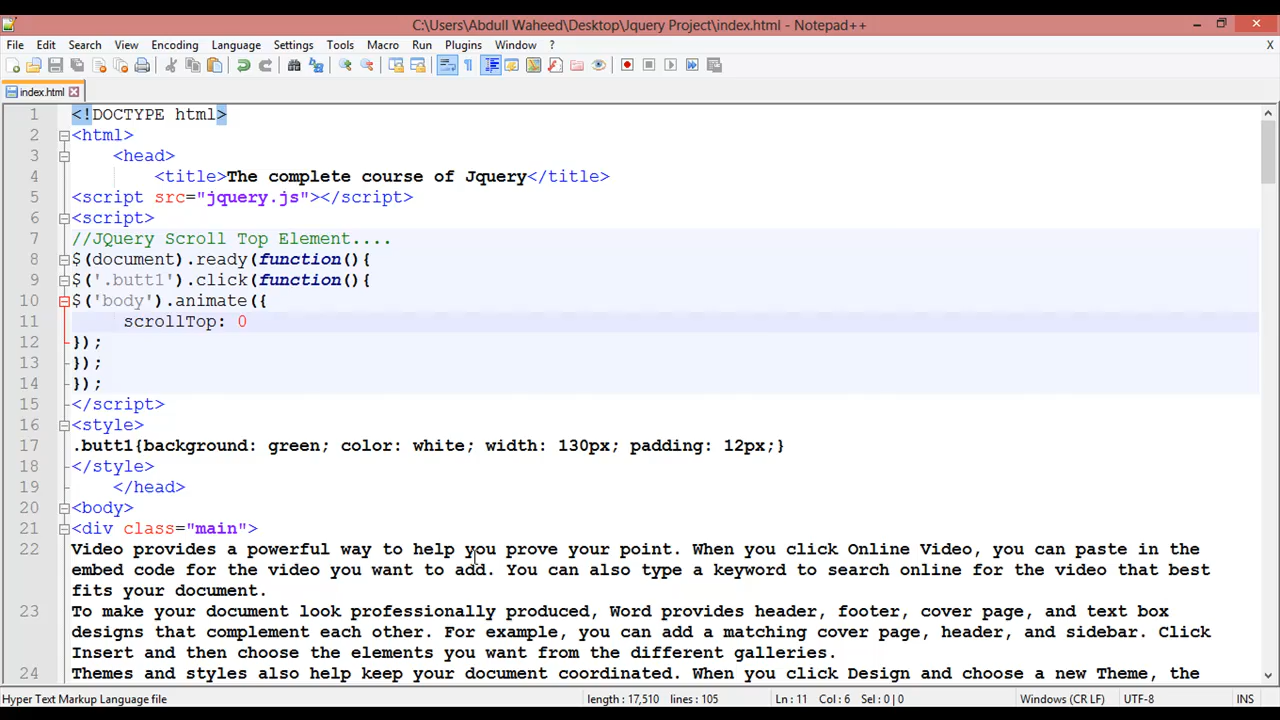 C:\Users\Abdull Waheed\Desktop\Jquery Project\index.html - Notepad++
File Edit Search View Encoding Language Settings Tools Macro Run Plugins Window ? X
index.html
1 <!DOCTYPE html>
2 <html>
3 <head>
4 <title>The complete course of Jquery</title>
5 <script src="jquery.js"></script>
6 <script>
7 //JQuery Scroll Top Element....
8 $(document).ready(function(){
9 $('.butt1').click(function(){
10 $('body').animate({
11 scrollTop: 0
12 });
13 });
14 });
15 </script>
16 <style>
17 .butt1{background: green; color: white; width: 130px; padding: 12px;}
18 </style>
19 </head>
20 <body>
21 <div class="main">
22 Video provides a powerful way to help you prove your point. When you click Online Video, you can paste in the
embed code for the video you want to add. You can also type a keyword to search online for the video that best
fits your document.
23 To make your document look professionally produced, Word provides header, footer, cover page, and text box
designs that complement each other. For example, you can add a matching cover page, header, and sidebar. Click
Insert and then choose the elements you want from the different galleries.
24 Themes and styles also help keep your document coordinated. When you click Design and choose a new Theme, the
Hyper Text Markup Language file length : 17,510 lines : 105 Ln : 11 Col : 6 Sel : 0 | 0 Windows (CR LF) UTF-8 INS